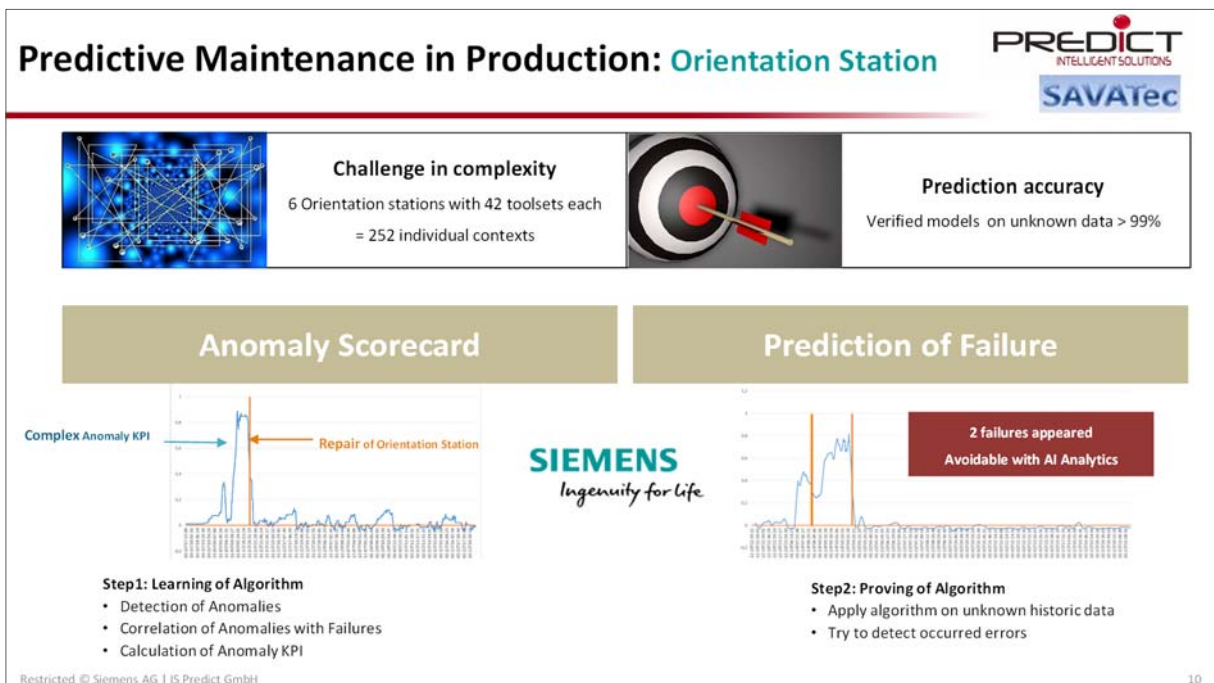 Predictive Maintenance in Production: Orientation Station
PREDICT
INTELLIGENT SOLUTIONS
SAVATec
Challenge in complexity
6 Orientation stations with 42 toolsets each
= 252 individual contexts
Prediction accuracy
Verified models on unknown data > 99%
Anomaly Scorecard
Prediction of Failure
Complex Anomaly KPI
Repair of Orientation Station
SIEMENS
Ingenuity for life
2 failures appeared
Avoidable with AI Analytics
Step1: Learning of Algorithm
• Detection of Anomalies
• Correlation of Anomalies with Failures
• Calculation of Anomaly KPI
Step2: Proving of Algorithm
• Apply algorithm on unknown historic data
• Try to detect occurred errors
Restricted © Siemens AG | IS Predict GmbH
10